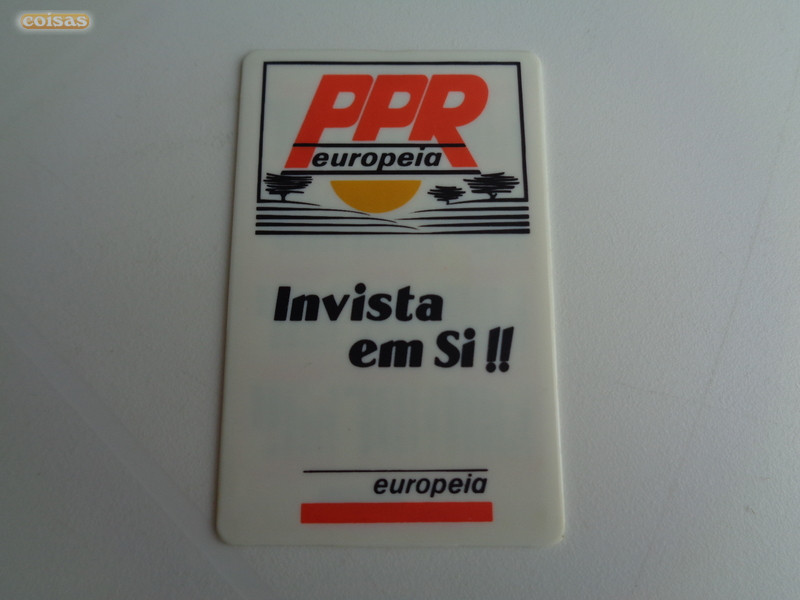 coisas
PPR
europeia
Invista
em Si!!
europeia